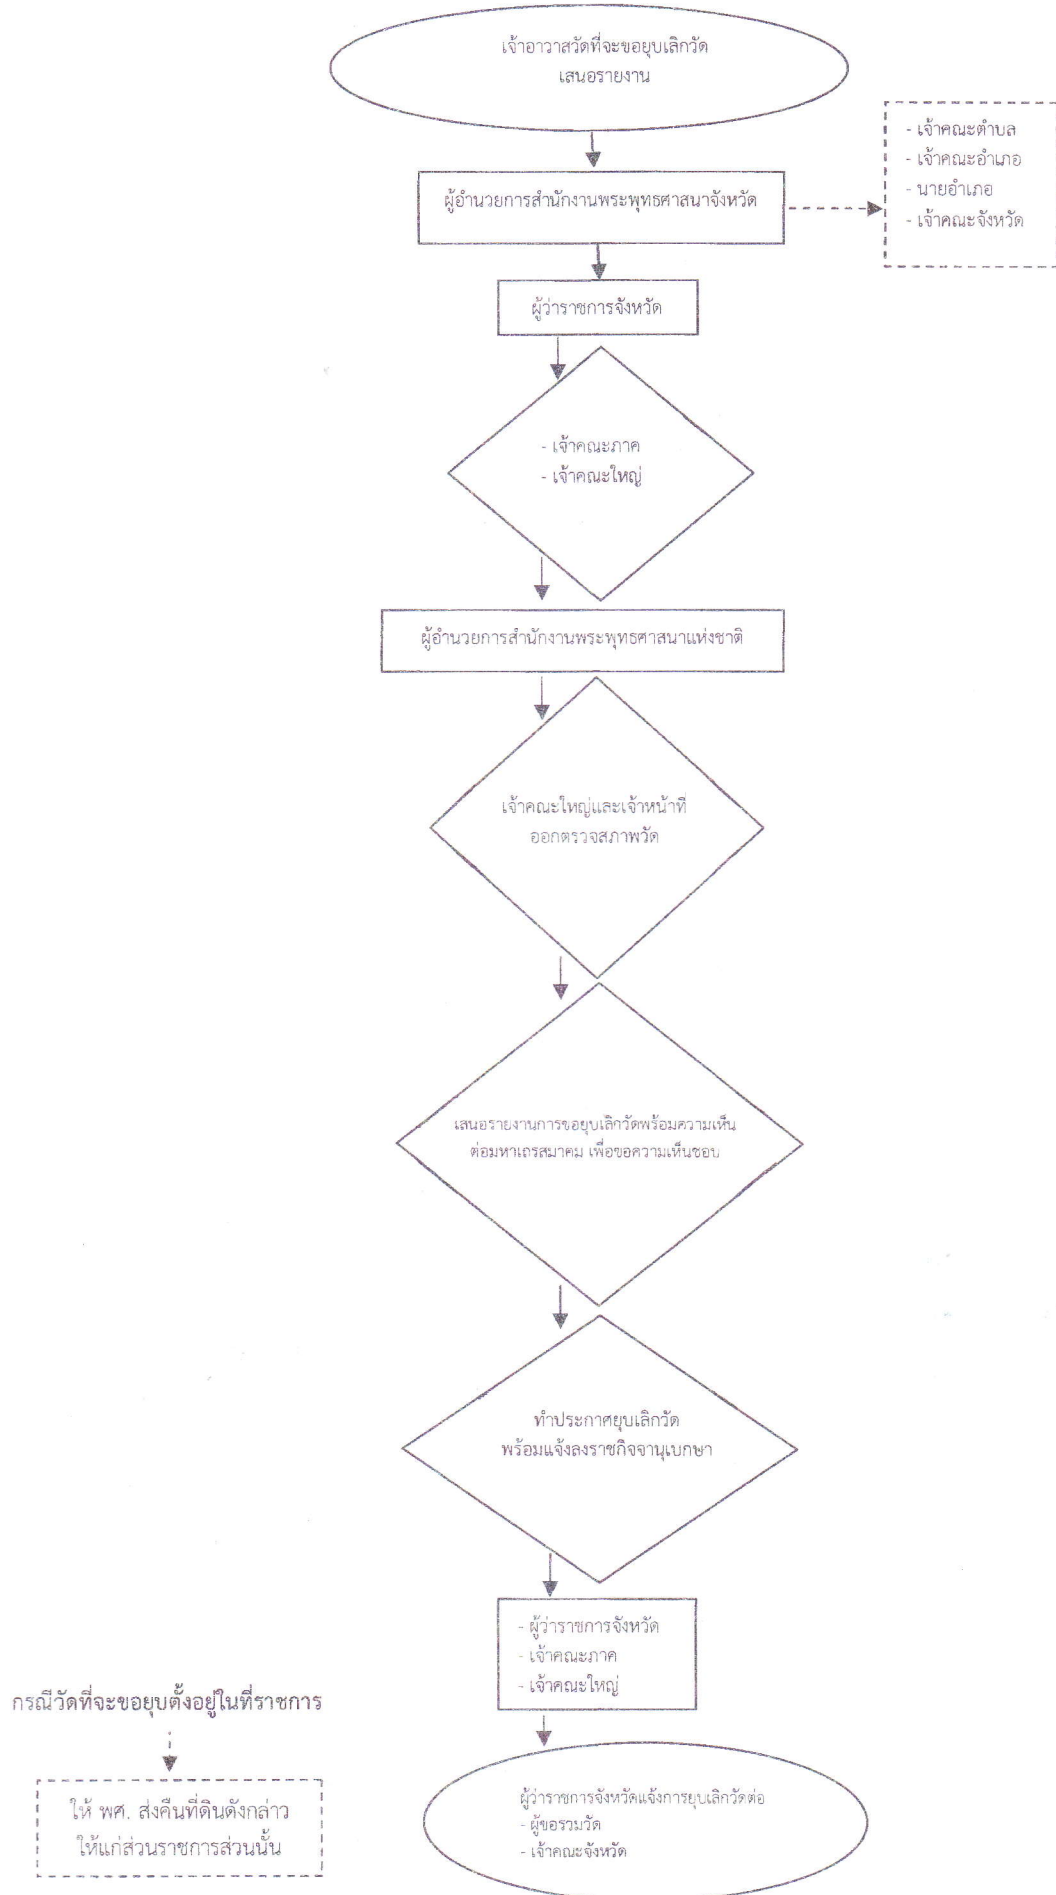 เจ้าอาวาสวัดที่จะขอยุบเลิกวัด
เสนอรายงาน
- เจ้าคณะตำบล
- เจ้าคณะอำเภอ
- นายอำเภอ
- เจ้าคณะจังหวัด
ผู้อำนวยการสำนักงานพระพุทธศาสนาจังหวัด
ผู้ว่าราชการจังหวัด
- เจ้าคณะภาค
- เจ้าคณะใหญ่
ผู้อำนวยการสำนักงานพระพุทธศาสนาแห่งชาติ
เจ้าคณะใหญ่และเจ้าหน้าที่
ออกตรวจสภาพวัด
เสนอรายงานการขอยุบเลิกวัดพร้อมความเห็น
ต่อมหาเถรสมาคม เพื่อขอความเห็นชอบ
ทำประกาศยุบเลิกวัด
พร้อมแจ้งลงราชกิจจานุเบกษา
- ผู้ว่าราชการจังหวัด
- เจ้าคณะภาค
- เจ้าคณะใหญ่
กรณีวัดที่จะขอยุบตั้งอยู่ในที่ราชการ
ให้ พศ. ส่งคืนที่ดินดังกล่าว
ให้แก่ส่วนราชการส่วนนั้น
ผู้ว่าราชการจังหวัดแจ้งการยุบเลิกวัดต่อ
- ผู้ขอรวมวัด
- เจ้าคณะจังหวัด